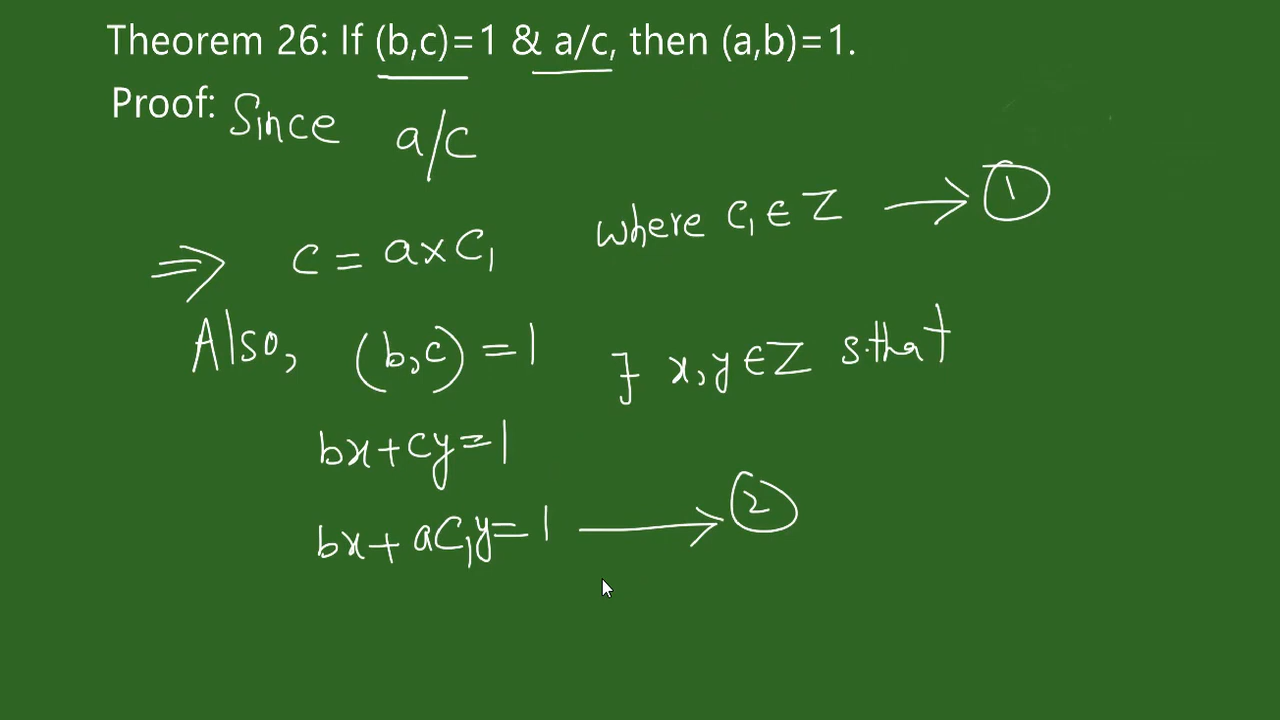 Theorem 26: If (b,c)=1 & a/c, then (a,b)=1.
Proof: Since a/c
⇒ c = a×c₁ where c₁ ∈ Z → ①
Also, (b,c) = 1 ∃ x,y ∈ Z s.that
bx+cy=1
bx+ac₁y=1 → ②